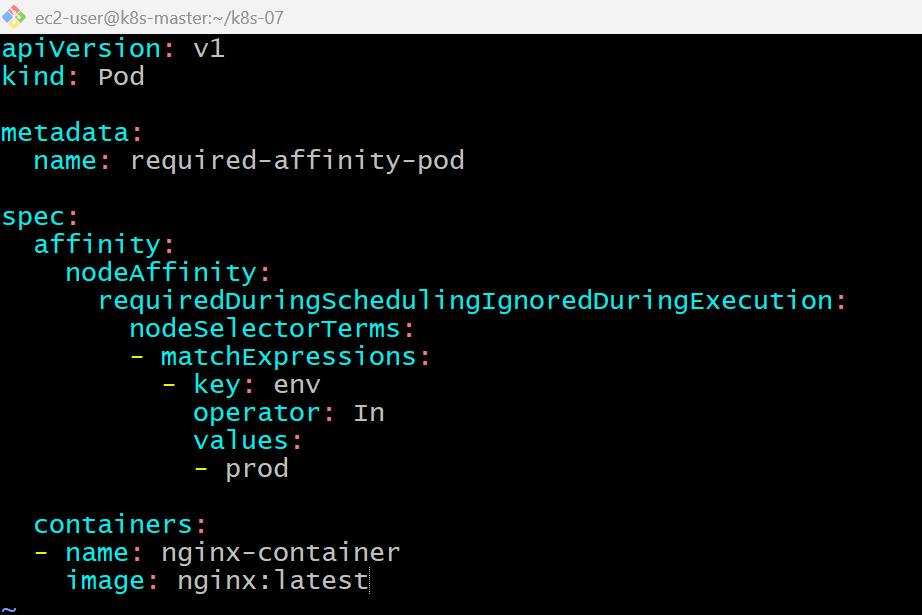 ec2-user@k8s-master:~/k8s-07
apiVersion: v1
kind: Pod

metadata:
  name: required-affinity-pod

spec:
  affinity:
    nodeAffinity:
      requiredDuringSchedulingIgnoredDuringExecution:
        nodeSelectorTerms:
        - matchExpressions:
          - key: env
            operator: In
            values:
            - prod

  containers:
  - name: nginx-container
    image: nginx:latest
~